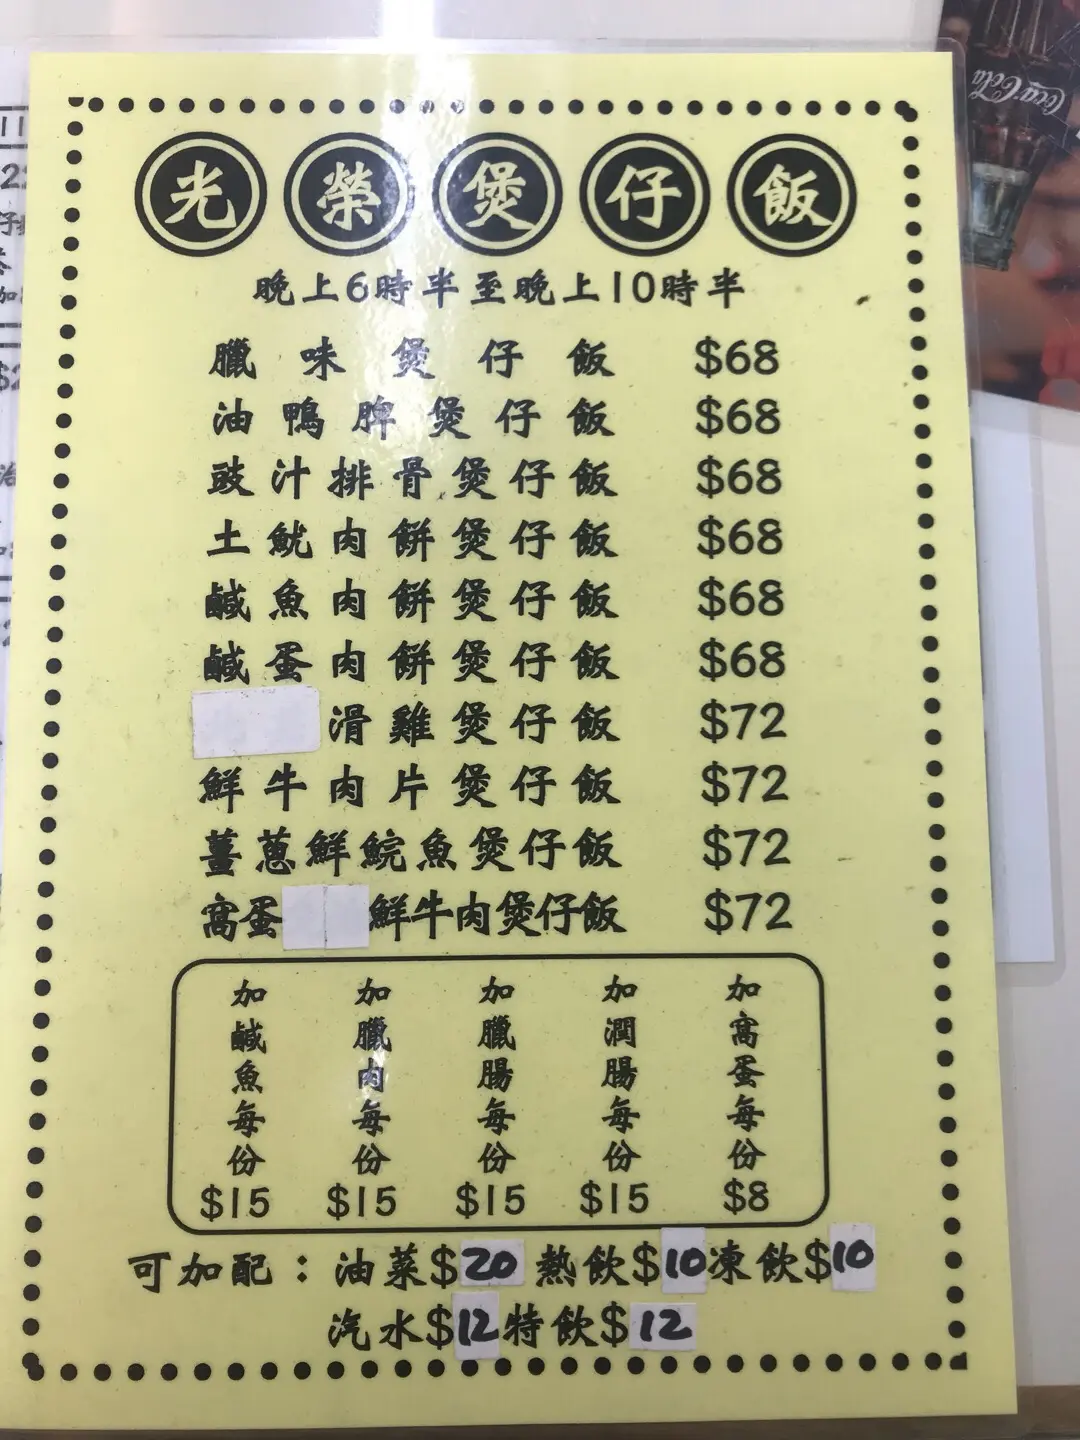 光榮煲仔飯
晚上6時半至晚上10時半
臘味煲仔飯 $68
油鴨脾煲仔飯 $68
豉汁排骨煲仔飯 $68
土魷肉餅煲仔飯 $68
鹹魚肉餅煲仔飯 $68
鹹蛋肉餅煲仔飯 $68
滑雞煲仔飯 $72
鮮牛肉片煲仔飯 $72
薑蔥鮮鯇魚煲仔飯 $72
窩蛋鮮牛肉煲仔飯 $72
加鹹魚每份 $15
加臘肉每份 $15
加臘腸每份 $15
加潤腸每份 $15
加窩蛋每份 $8
可加配：油菜$20 熱飲$10 凍飲$10
汽水$12 特飲$12
Coca-Cola